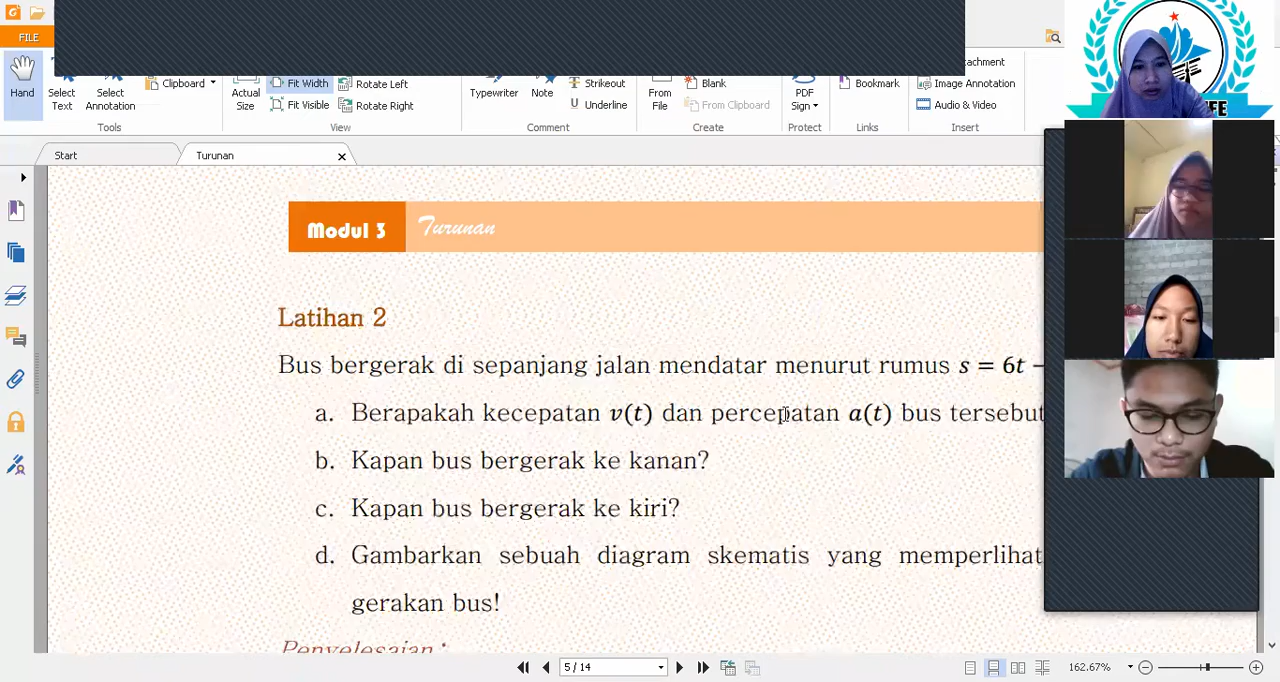 FILE
Hand
Select Text
Select Annotation
Clipboard
Tools
Actual Size
Fit Width
Fit Visible
Rotate Left
Rotate Right
View
Typewriter
Note
Strikeout
Underline
Comment
From File
Blank
From Clipboard
Create
PDF Sign
Protect
Bookmark
Links
Image Annotation
Audio & Video
Insert
Start
Turunan
Modul 3 Turunan
Latihan 2
Bus bergerak di sepanjang jalan mendatar menurut rumus s = 6t −
a. Berapakah kecepatan v(t) dan percepatan a(t) bus tersebut
b. Kapan bus bergerak ke kanan?
c. Kapan bus bergerak ke kiri?
d. Gambarkan sebuah diagram skematis yang memperlihat
gerakan bus!
Penyelesaian :
5 / 14
162.67%